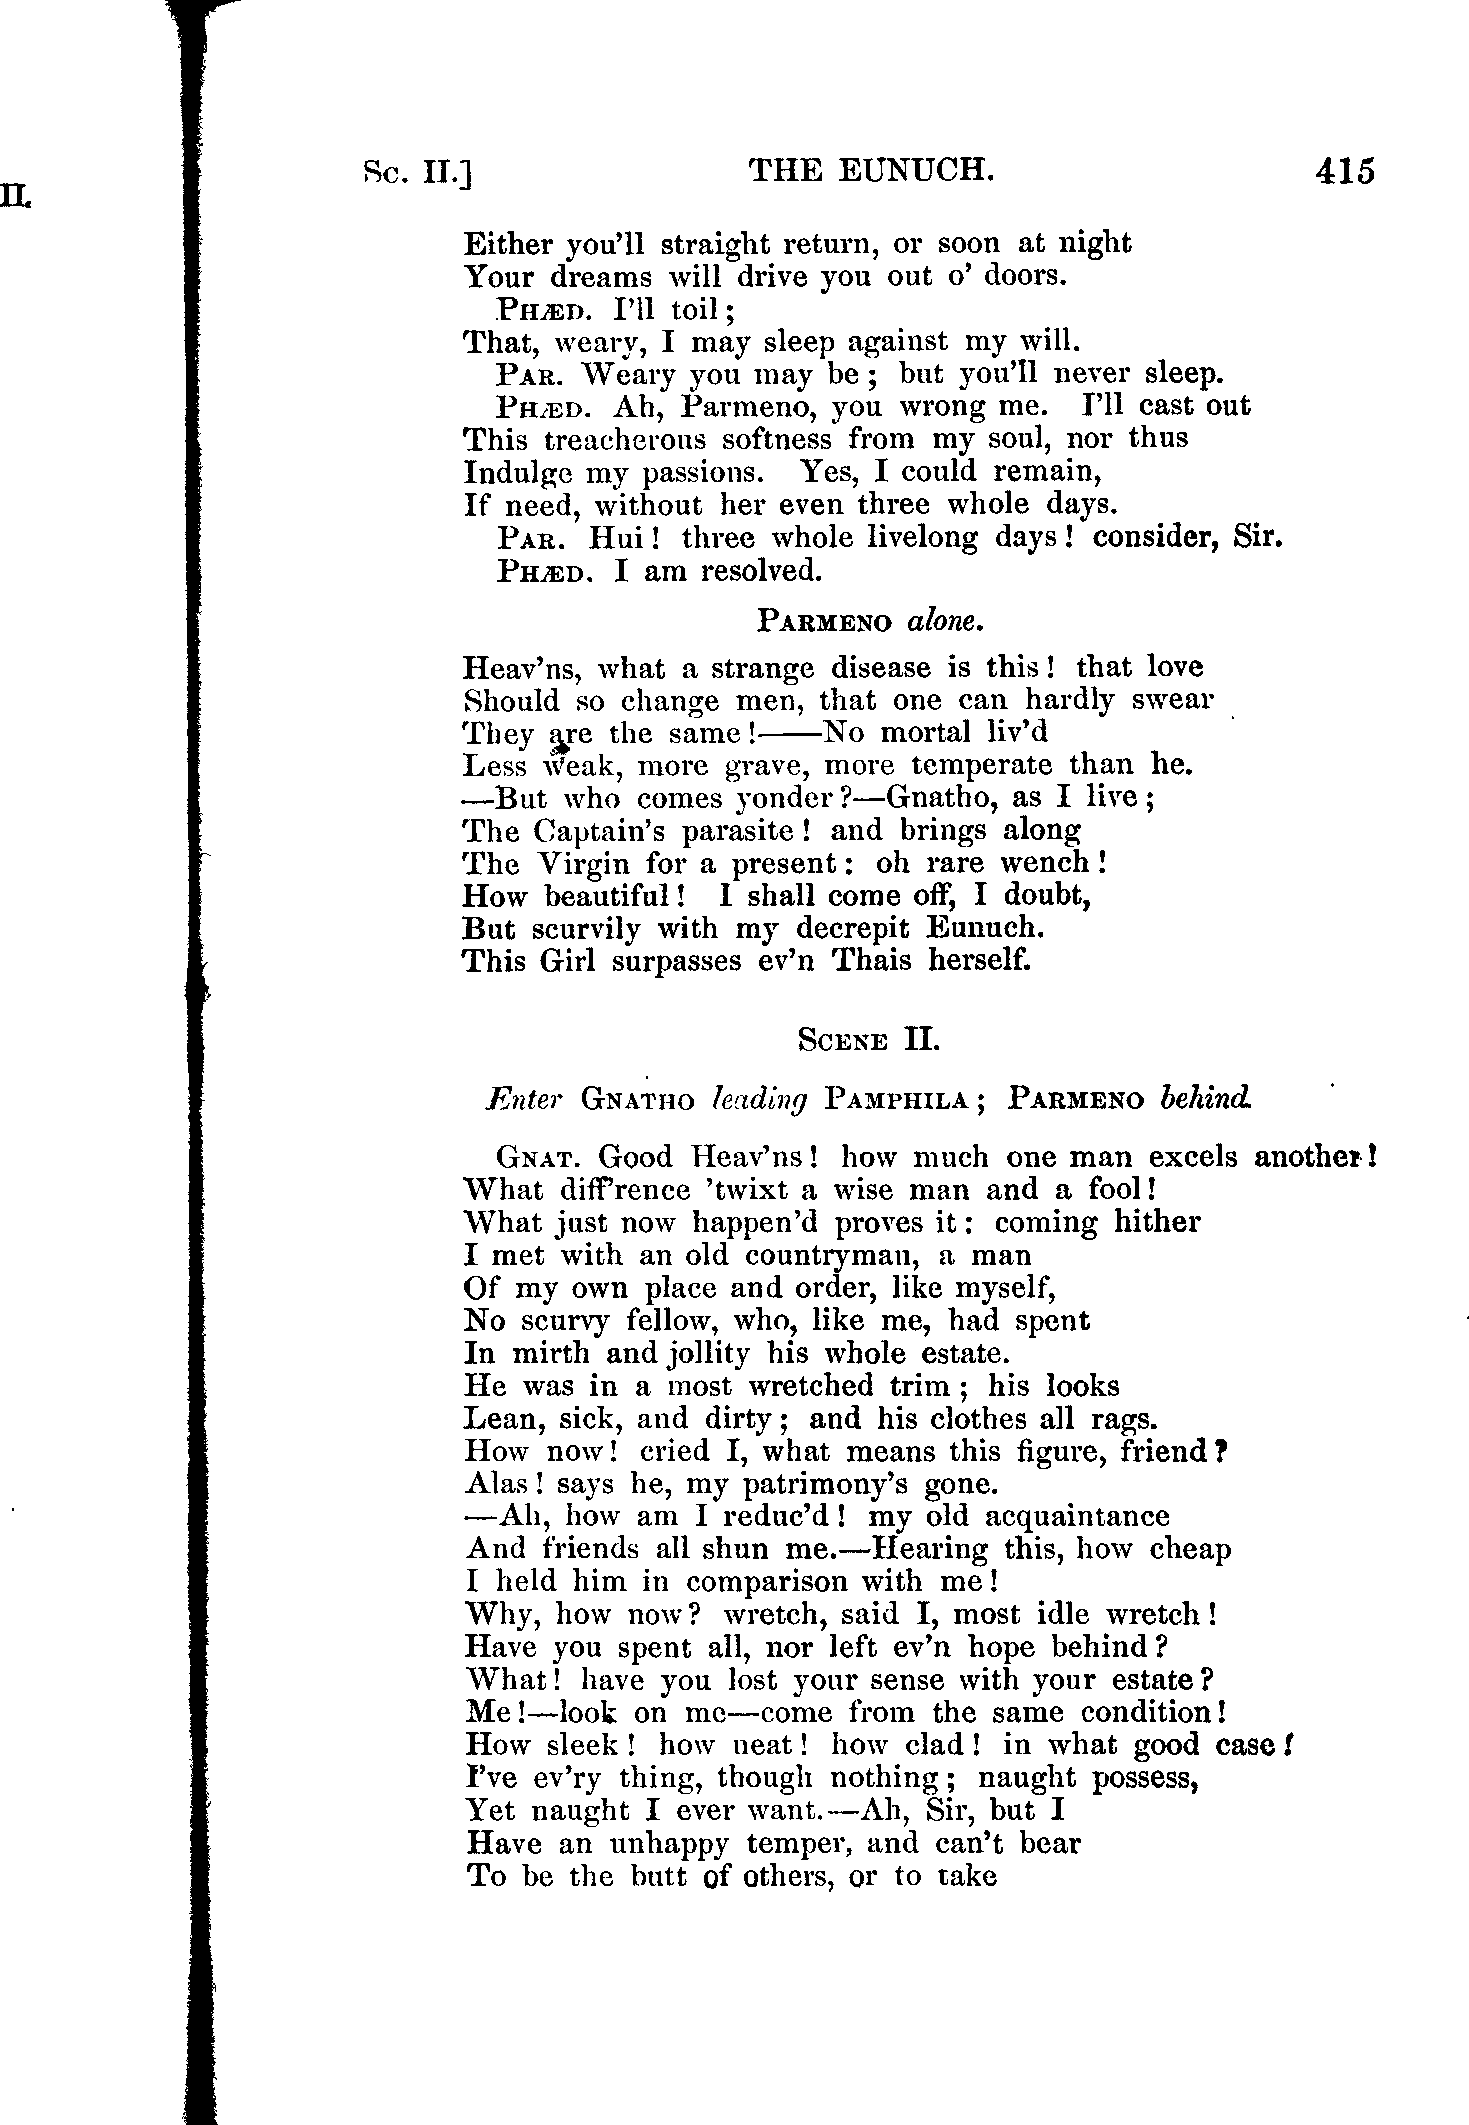 II.
Sc. II.] THE EUNUCH. 415
Either you'll straight return, or soon at night
Your dreams will drive you out o' doors.
PHÆD. I'll toil;
That, weary, I may sleep against my will.
PAR. Weary you may be; but you'll never sleep.
PHÆD. Ah, Parmeno, you wrong me. I'll cast out
This treacherous softness from my soul, nor thus
Indulge my passions. Yes, I could remain,
If need, without her even three whole days.
PAR. Hui! three whole livelong days! consider, Sir.
PHÆD. I am resolved.
PARMENO alone.
Heav'ns, what a strange disease is this! that love
Should so change men, that one can hardly swear
They are the same!——No mortal liv'd
Less weak, more grave, more temperate than he.
—But who comes yonder?—Gnatho, as I live;
The Captain's parasite! and brings along
The Virgin for a present: oh rare wench!
How beautiful! I shall come off, I doubt,
But scurvily with my decrepit Eunuch.
This Girl surpasses ev'n Thais herself.
SCENE II.
Enter GNATHO leading PAMPHILA; PARMENO behind.
GNAT. Good Heav'ns! how much one man excels another!
What diff'rence 'twixt a wise man and a fool!
What just now happen'd proves it: coming hither
I met with an old countryman, a man
Of my own place and order, like myself,
No scurvy fellow, who, like me, had spent
In mirth and jollity his whole estate.
He was in a most wretched trim; his looks
Lean, sick, and dirty; and his clothes all rags.
How now! cried I, what means this figure, friend?
Alas! says he, my patrimony's gone.
—Ah, how am I reduc'd! my old acquaintance
And friends all shun me.—Hearing this, how cheap
I held him in comparison with me!
Why, how now? wretch, said I, most idle wretch!
Have you spent all, nor left ev'n hope behind?
What! have you lost your sense with your estate?
Me!—look on me—come from the same condition!
How sleek! how neat! how clad! in what good case!
I've ev'ry thing, though nothing; naught possess,
Yet naught I ever want.—Ah, Sir, but I
Have an unhappy temper, and can't bear
To be the butt of others, or to take